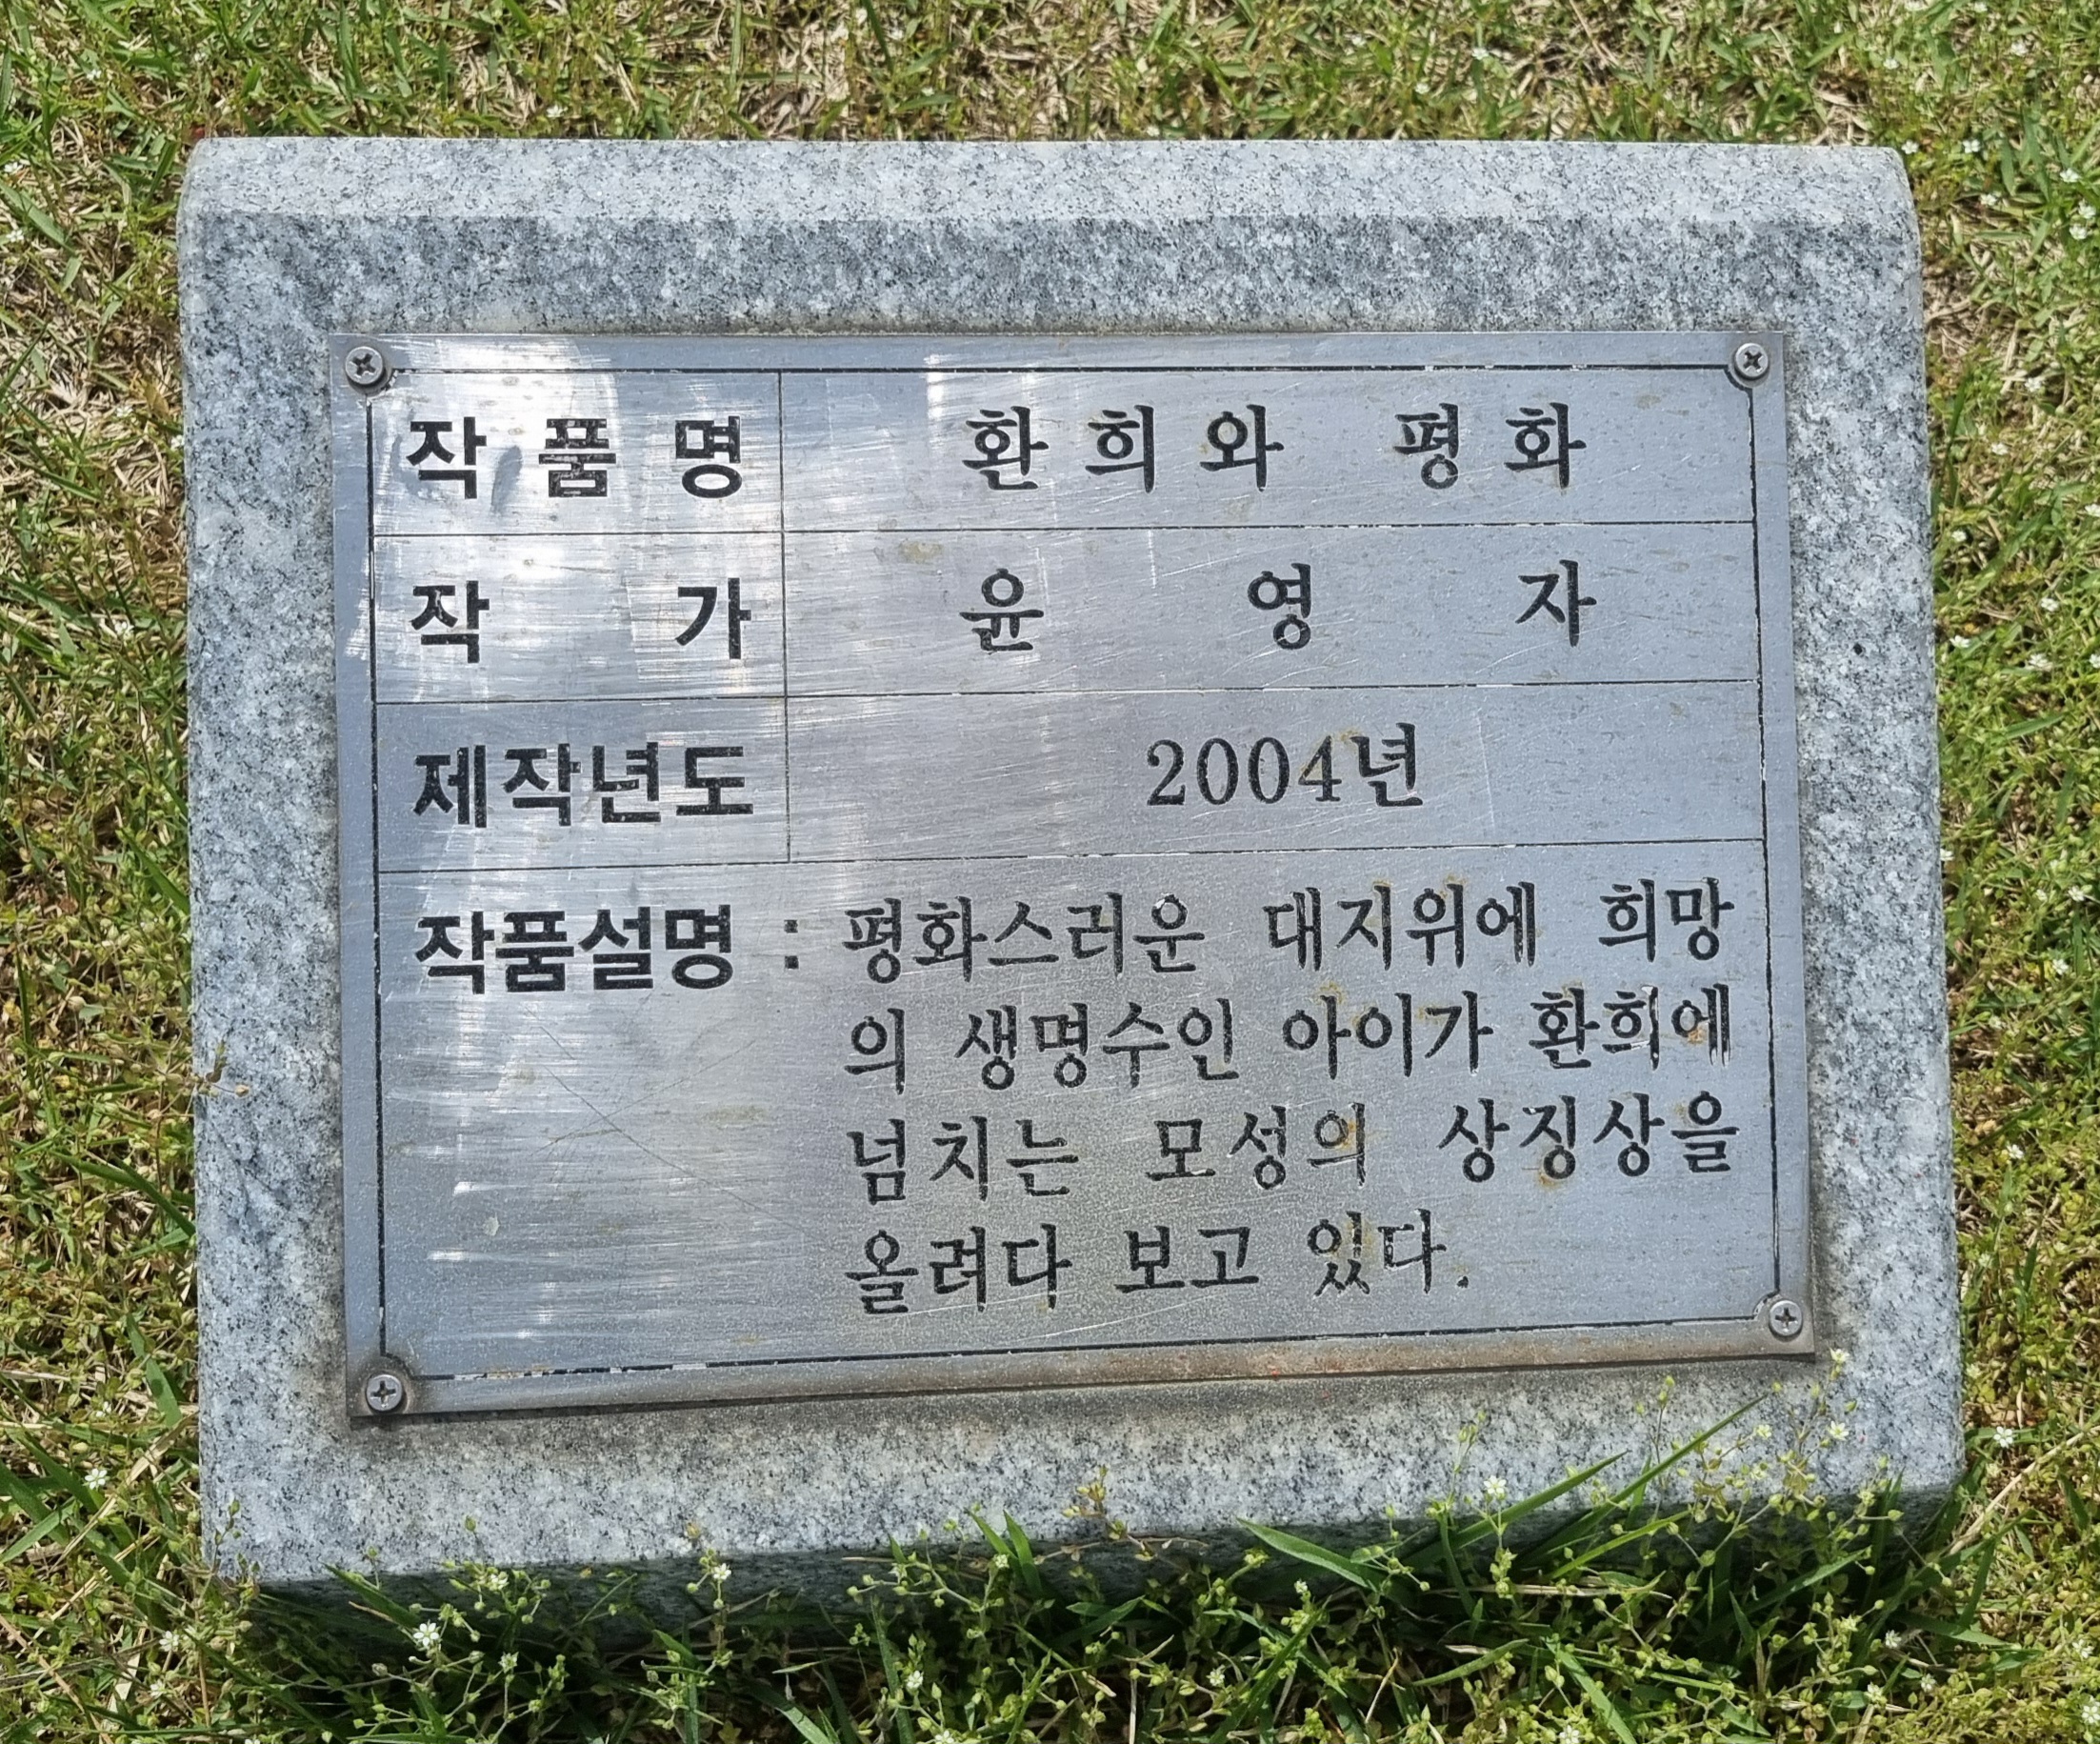 작품명 환희와 평화
작가 윤영자
제작년도 2004년
작품설명 : 평화스러운 대지위에 희망
의 생명수인 아이가 환희에
넘치는 모성의 상징상을
올려다 보고 있다.